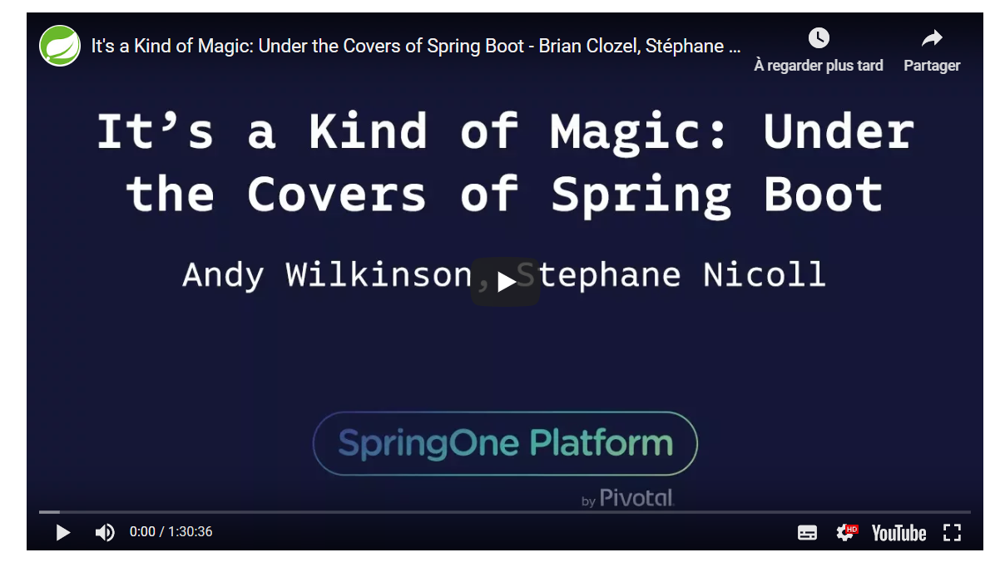 It's a Kind of Magic: Under the Covers of Spring Boot - Brian Clozel, Stéphane ...
À regarder plus tard
Partager
It’s a Kind of Magic: Under
the Covers of Spring Boot
Andy Wilkinson, Stephane Nicoll
SpringOne Platform
by Pivotal.
0:00 / 1:30:36
HD
YouTube